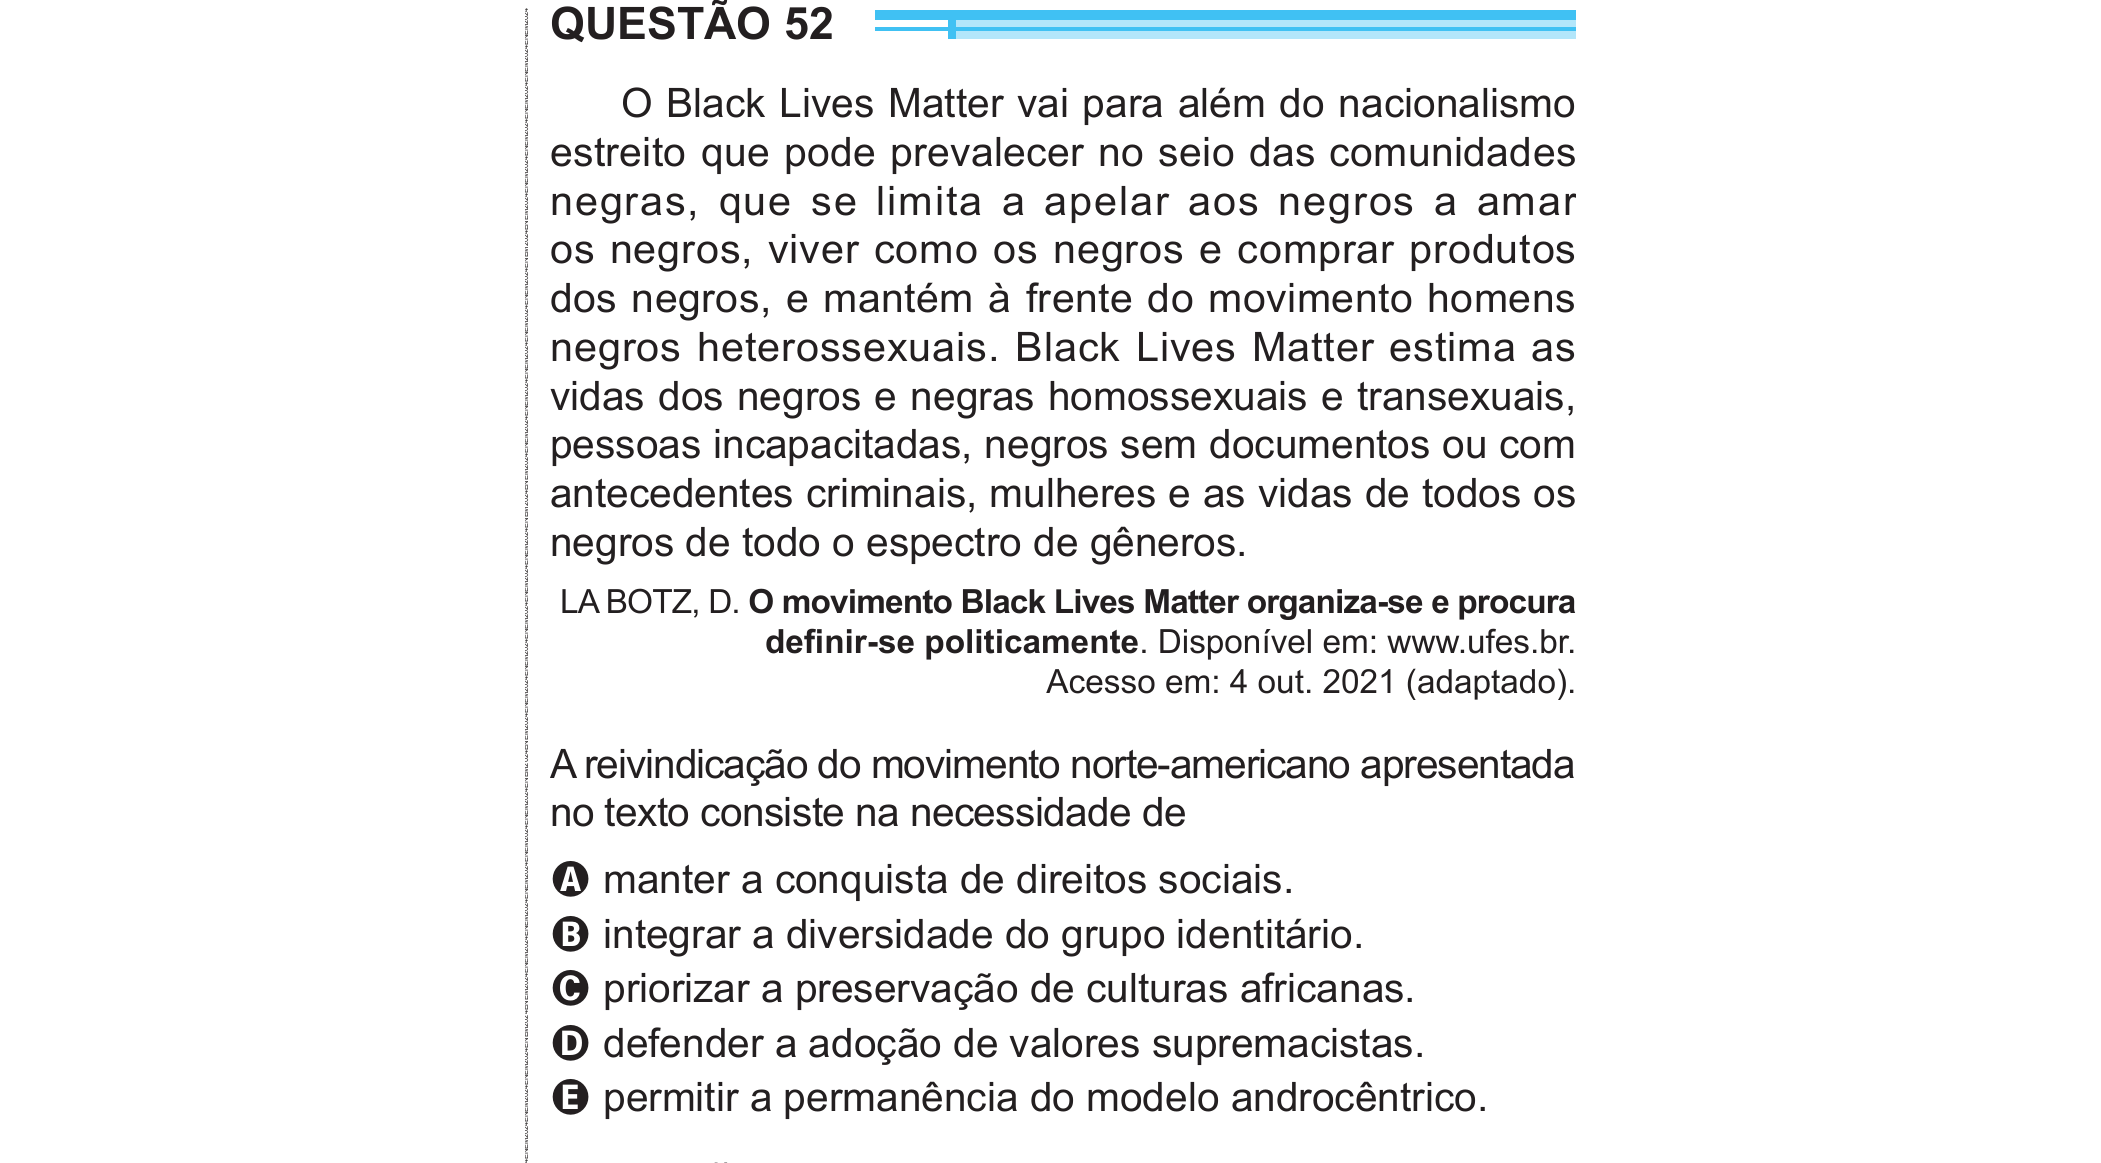 QUESTÃO 52
O Black Lives Matter vai para além do nacionalismo
estreito que pode prevalecer no seio das comunidades
negras, que se limita a apelar aos negros a amar
os negros, viver como os negros e comprar produtos
dos negros, e mantém à frente do movimento homens
negros heterossexuais. Black Lives Matter estima as
vidas dos negros e negras homossexuais e transexuais,
pessoas incapacitadas, negros sem documentos ou com
antecedentes criminais, mulheres e as vidas de todos os
negros de todo o espectro de gêneros.
LA BOTZ, D. O movimento Black Lives Matter organiza-se e procura
definir-se politicamente. Disponível em: www.ufes.br.
Acesso em: 4 out. 2021 (adaptado).
A reivindicação do movimento norte-americano apresentada
no texto consiste na necessidade de
A manter a conquista de direitos sociais.
B integrar a diversidade do grupo identitário.
C priorizar a preservação de culturas africanas.
D defender a adoção de valores supremacistas.
E permitir a permanência do modelo androcêntrico.